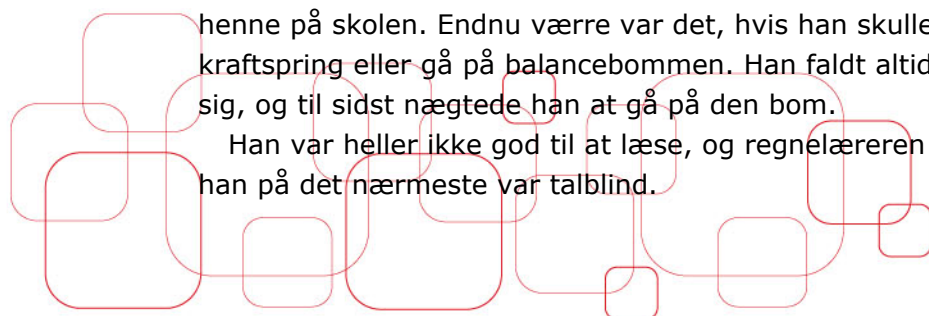 henne på skolen. Endnu værre var det, hvis han skulle
kraftspring eller gå på balancebommen. Han faldt altid
sig, og til sidst nægtede han at gå på den bom.
Han var heller ikke god til at læse, og regnelæreren
han på det nærmeste var talblind.